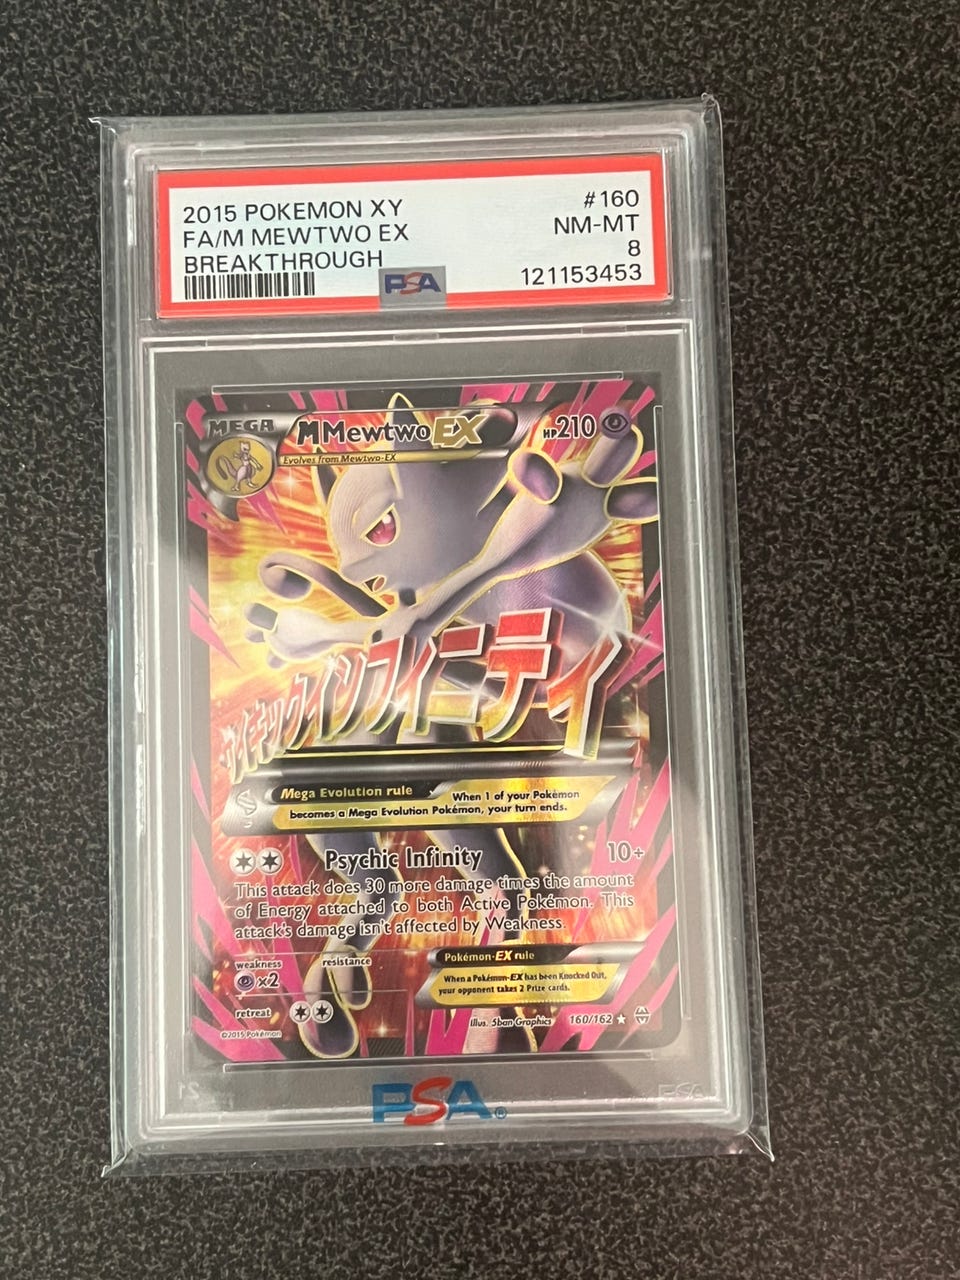 2015 POKEMON XY
FA/M MEWTWO EX
BREAKTHROUGH
#160
NM-MT
8
121153453
PSA
MEGA
M Mewtwo EX
HP210
Evolves from Mewtwo-EX
サイキックインフィニティ
Mega Evolution rule
When 1 of your Pokémon
becomes a Mega Evolution Pokémon, your turn ends.
Psychic Infinity 10+
This attack does 30 more damage times the amount
of Energy attached to both Active Pokémon. This
attack's damage isn't affected by Weakness.
weakness resistance
×2
retreat
Pokémon-EX rule
When a Pokémon-EX has been Knocked Out,
your opponent takes 2 Prize cards.
©2015 Pokémon
Illus. 5ban Graphics 160/162
PSA®
PSA